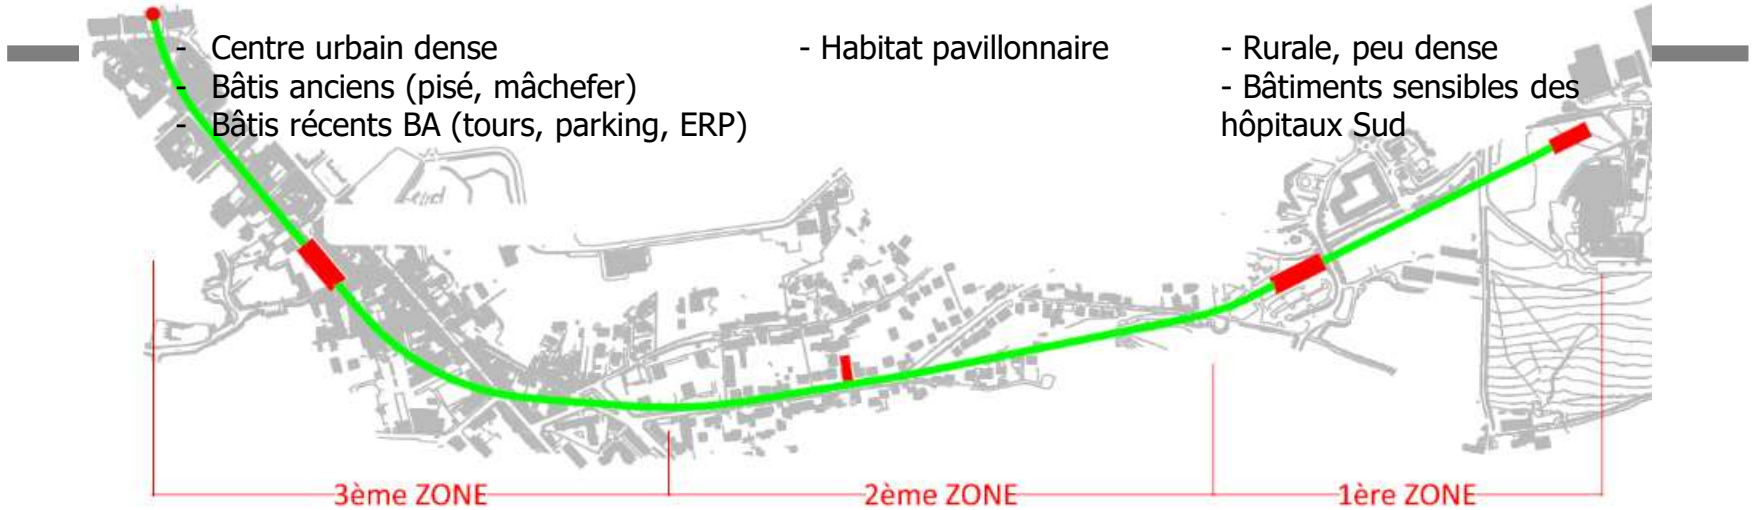 - Centre urbain dense
- Bâtis anciens (pisé, mâchefer)
- Bâtis récents BA (tours, parking, ERP)
- Habitat pavillonnaire
- Rurale, peu dense
- Bâtiments sensibles des
hôpitaux Sud
3ème ZONE
2ème ZONE
1ère ZONE